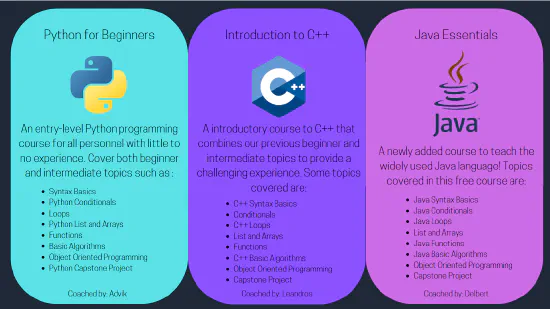 Python for Beginners
An entry-level Python programming
course for all personnel with little to
no experience. Cover both beginner
and intermediate topics such as :
Syntax Basics
Python Conditionals
Loops
Python List and Arrays
Functions
Basic Algorithms
Object Oriented Programming
Python Capstone Project
Coached by: Advik
Introduction to C++
C++
A introductory course to C++ that
combines our previous beginner and
intermediate topics to provide a
challenging experience. Some topics
covered are:
C++ Syntax Basics
Conditionals
C++ Loops
List and Arrays
Functions
C++ Basic Algorithms
Object Oriented Programming
Capstone Project
Coached by: Leandros
Java Essentials
Java
A newly added course to teach the
widely used Java language! Topics
covered in this free course are:
Java Syntax Basics
Java Conditionals
Java Loops
List and Arrays
Java Functions
Java Basic Algorithms
Object Oriented Programming
Capstone Project
Coached by: Delbert